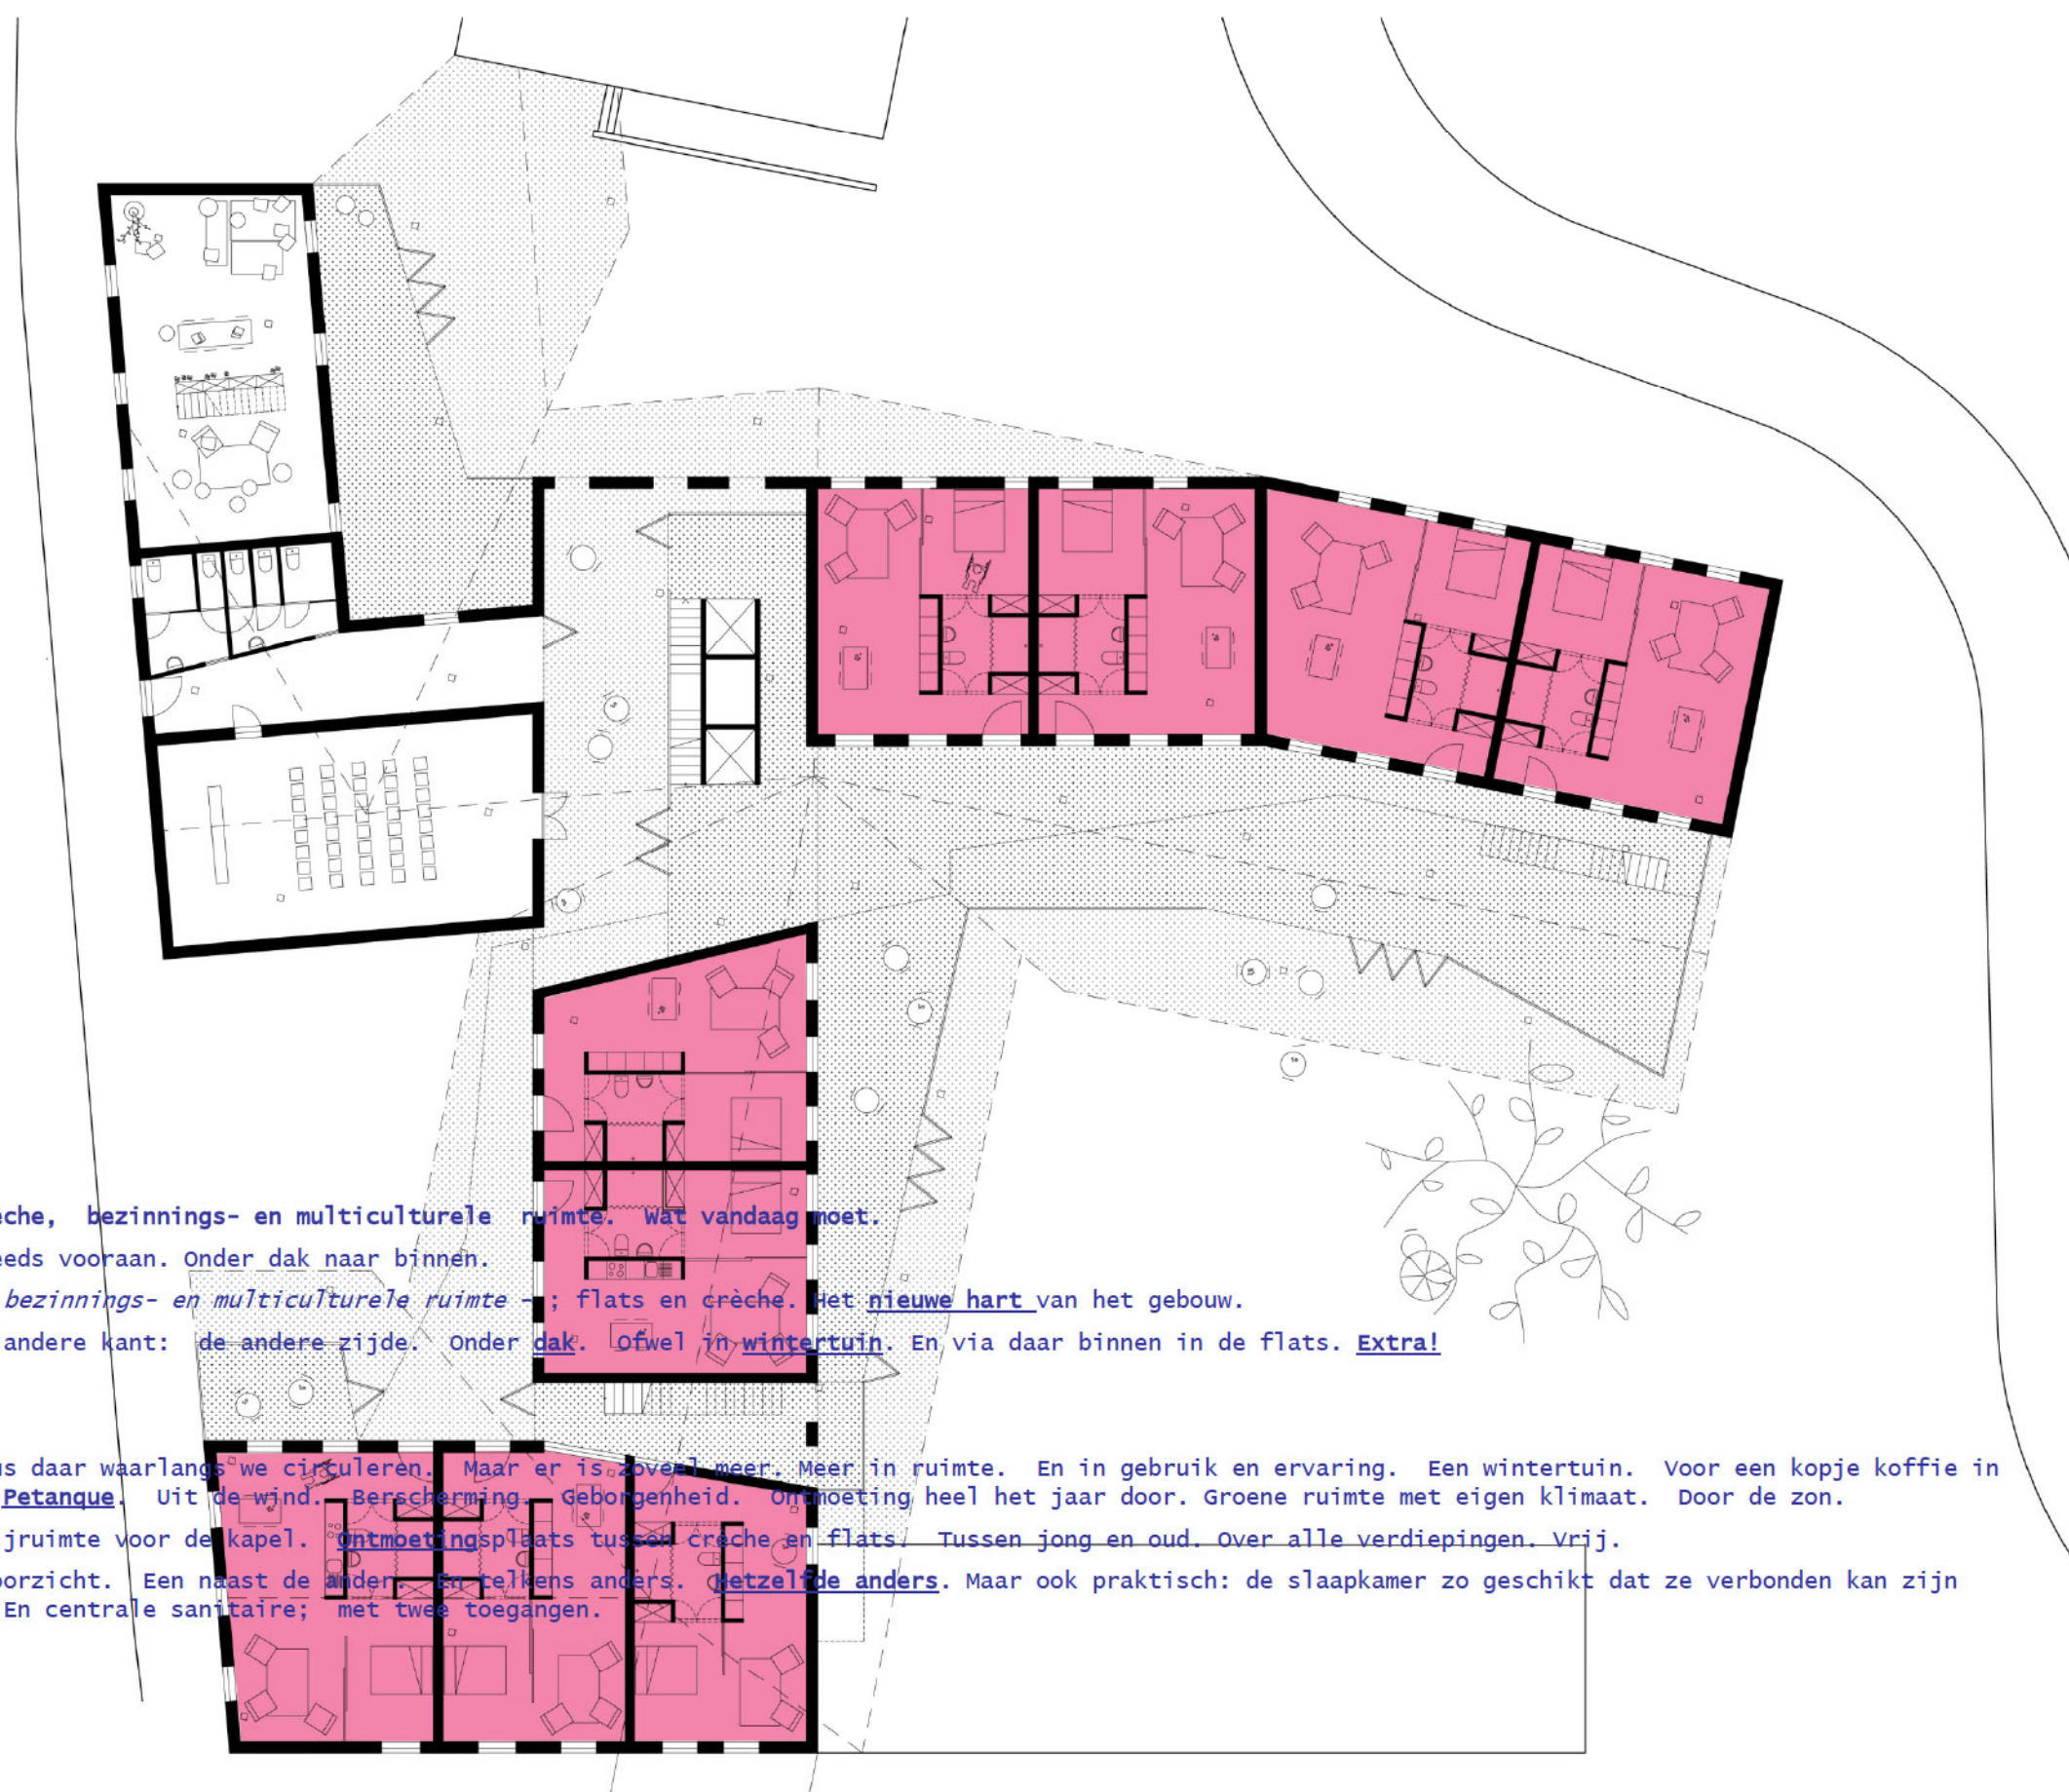 che, bezinnings- en multiculturele ruimte. Wat vandaag moet.
eds vooraan. Onder dak naar binnen.
bezinnings- en multiculturele ruimte - ; flats en crèche. Het nieuwe hart van het gebouw.
andere kant: de andere zijde. Onder dak. Ofwel in wintertuin. En via daar binnen in de flats. Extra!
us daar waarlangs we circuleren. Maar er is zoveel meer. Meer in ruimte. En in gebruik en ervaring. Een wintertuin. Voor een kopje koffie in
Petanque. Uit de wind. Berscherming. Geborgenheid. Ontmoeting heel het jaar door. Groene ruimte met eigen klimaat. Door de zon.
jruimte voor de kapel. Ontmoetingsplaats tussen crèche en flats. Tussen jong en oud. Over alle verdiepingen. Vrij.
orzicht. Een naast de ander. En telkens anders. Hetzelfde anders. Maar ook praktisch: de slaapkamer zo geschikt dat ze verbonden kan zijn
En centrale sanitaire; met twee toegangen.